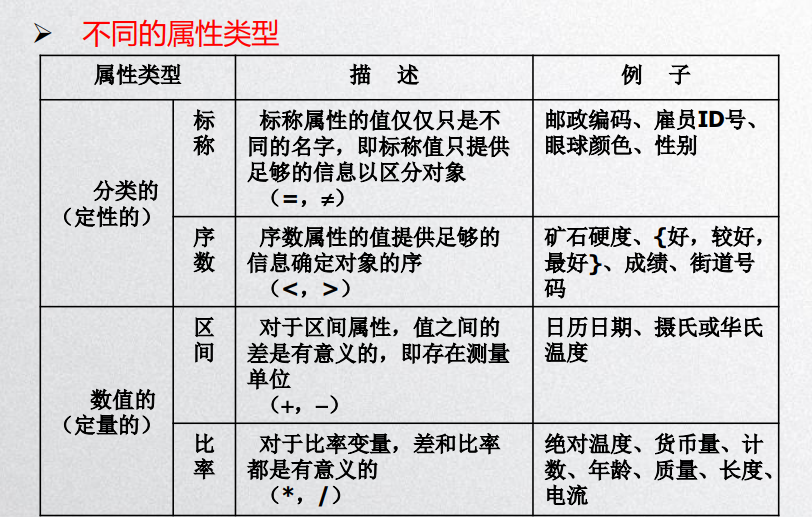 ➢ 不同的属性类型
属性类型
描 述
例 子
分类的
（定性的）
标
称
标称属性的值仅仅只是不
同的名字，即标称值只提供
足够的信息以区分对象
（=，≠）
邮政编码、雇员ID号、
眼球颜色、性别
序
数
序数属性的值提供足够的
信息确定对象的序
（<，>）
矿石硬度、{好，较好，
最好}、成绩、街道号
码
数值的
（定量的）
区
间
对于区间属性，值之间的
差是有意义的，即存在测量
单位
（+，−）
日历日期、摄氏或华氏
温度
比
率
对于比率变量，差和比率
都是有意义的
（*，/）
绝对温度、货币量、计
数、年龄、质量、长度、
电流